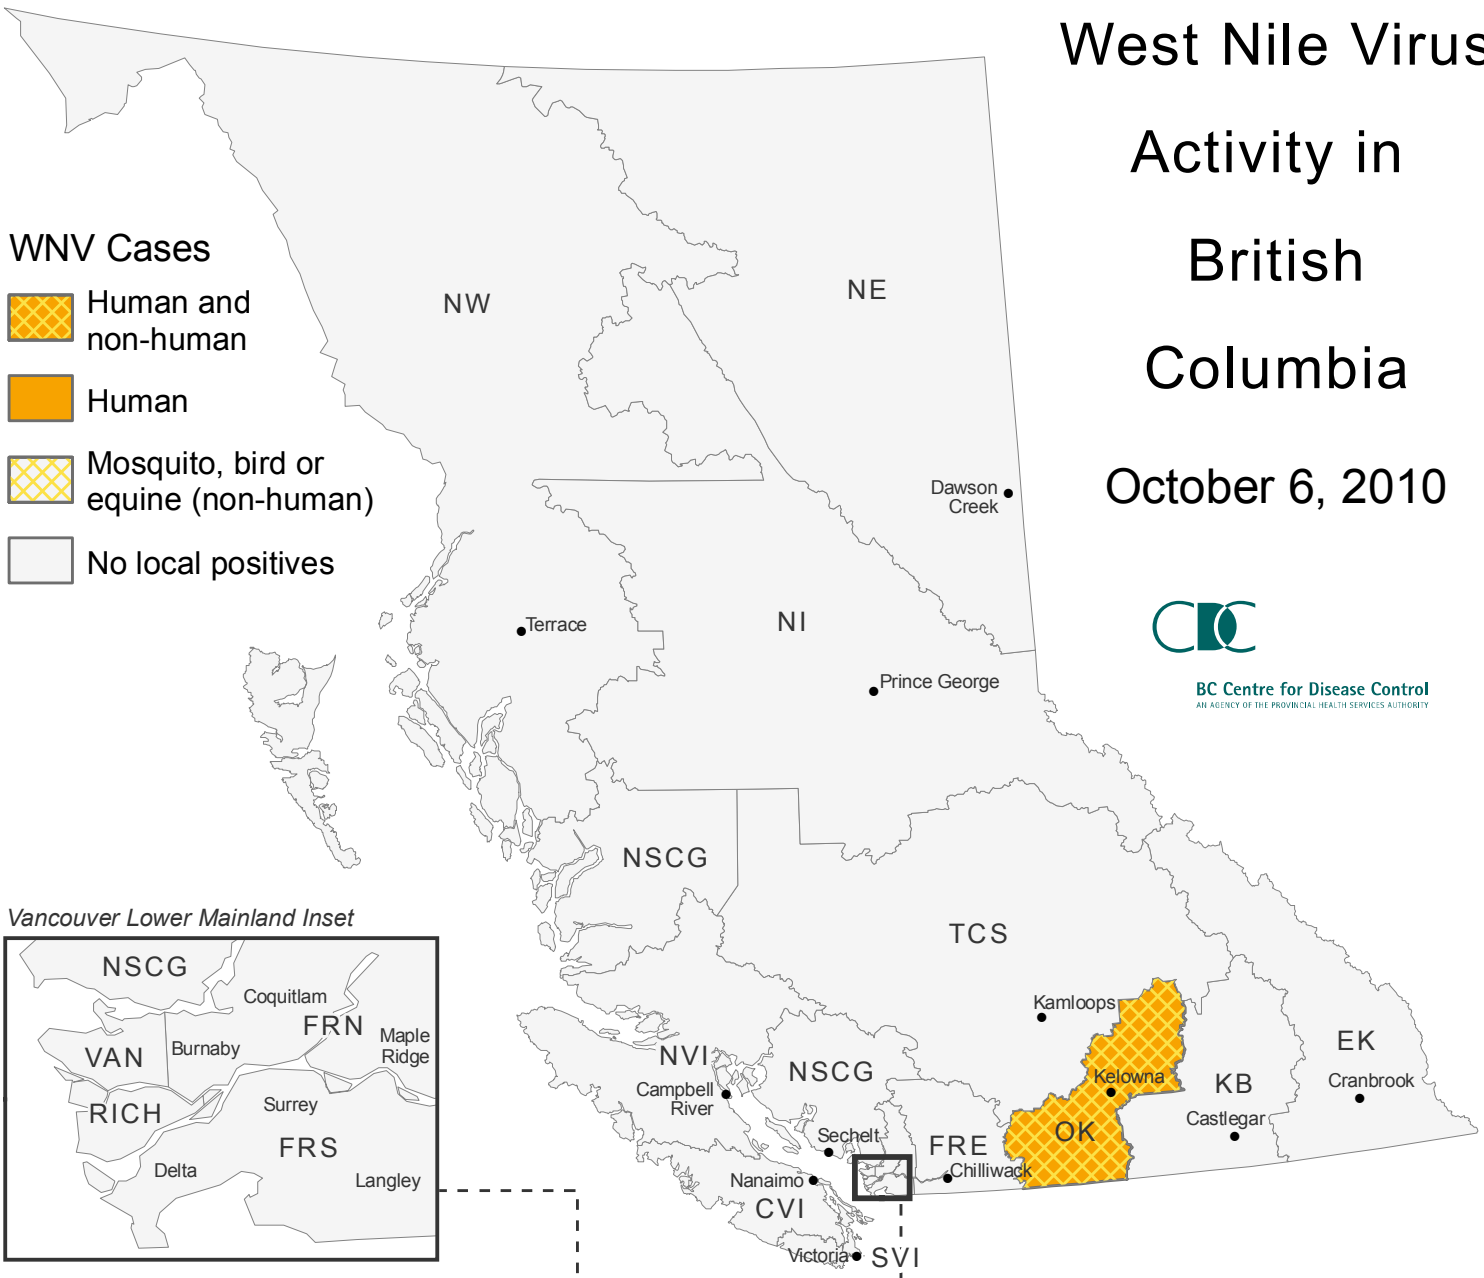 West Nile Virus
Activity in
British
Columbia
October 6, 2010
WNV Cases
Human and
non-human
Human
Mosquito, bird or
equine (non-human)
No local positives
CDC
BC Centre for Disease Control
AN AGENCY OF THE PROVINCIAL HEALTH SERVICES AUTHORITY
NW
NE
Dawson
Creek
Terrace
NI
Prince George
NSCG
TCS
Kamloops
NVI
Campbell
River
NSCG
Kelowna
OK
KB
Castlegar
EK
Cranbrook
Sechelt
FRE
Chilliwack
Nanaimo
CVI
Victoria
SVI
Vancouver Lower Mainland Inset
NSCG
Coquitlam
FRN
Maple
Ridge
VAN
Burnaby
RICH
Surrey
FRS
Delta
Langley